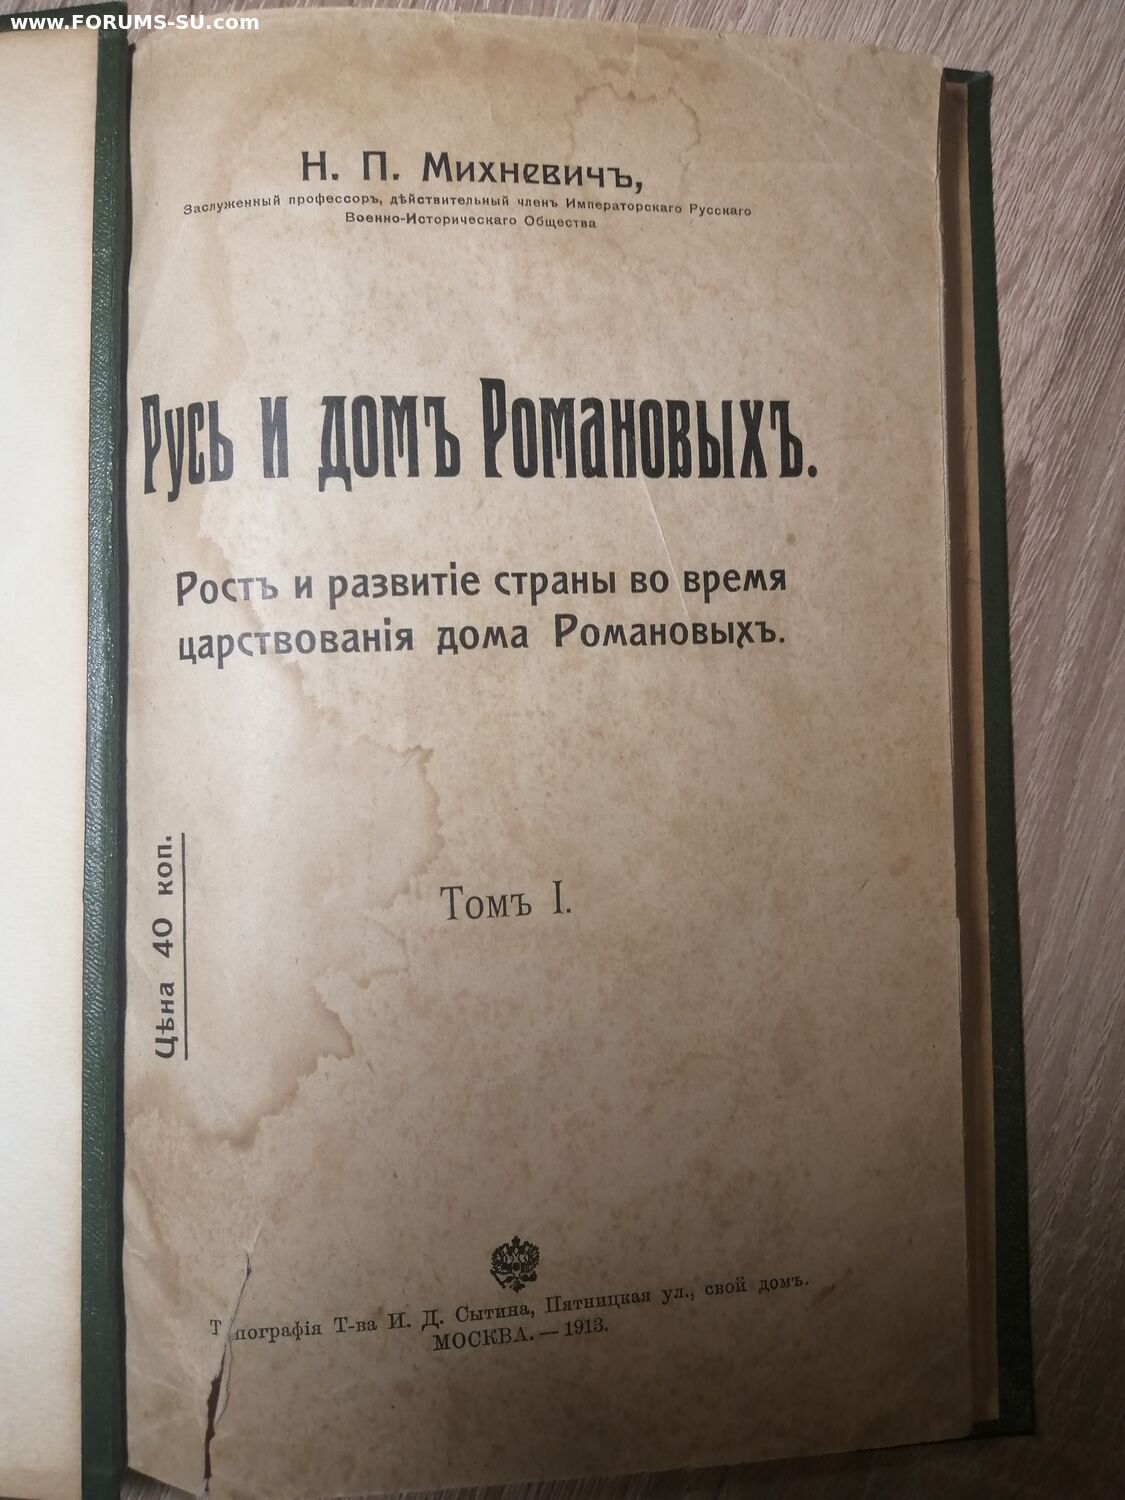 www.FORUMS-SU.com
Н. П. Михневичъ,
Заслуженный профессоръ, дѣйствительный членъ Императорскаго Русскаго
Военно-Историческаго Общества
Русь и домъ Романовыхъ.
Ростъ и развитіе страны во время
царствованія дома Романовыхъ.
Цѣна 40 коп.
Томъ I.
Типографія Т-ва И. Д. Сытина, Пятницкая ул., свой домъ.
МОСКВА. — 1913.